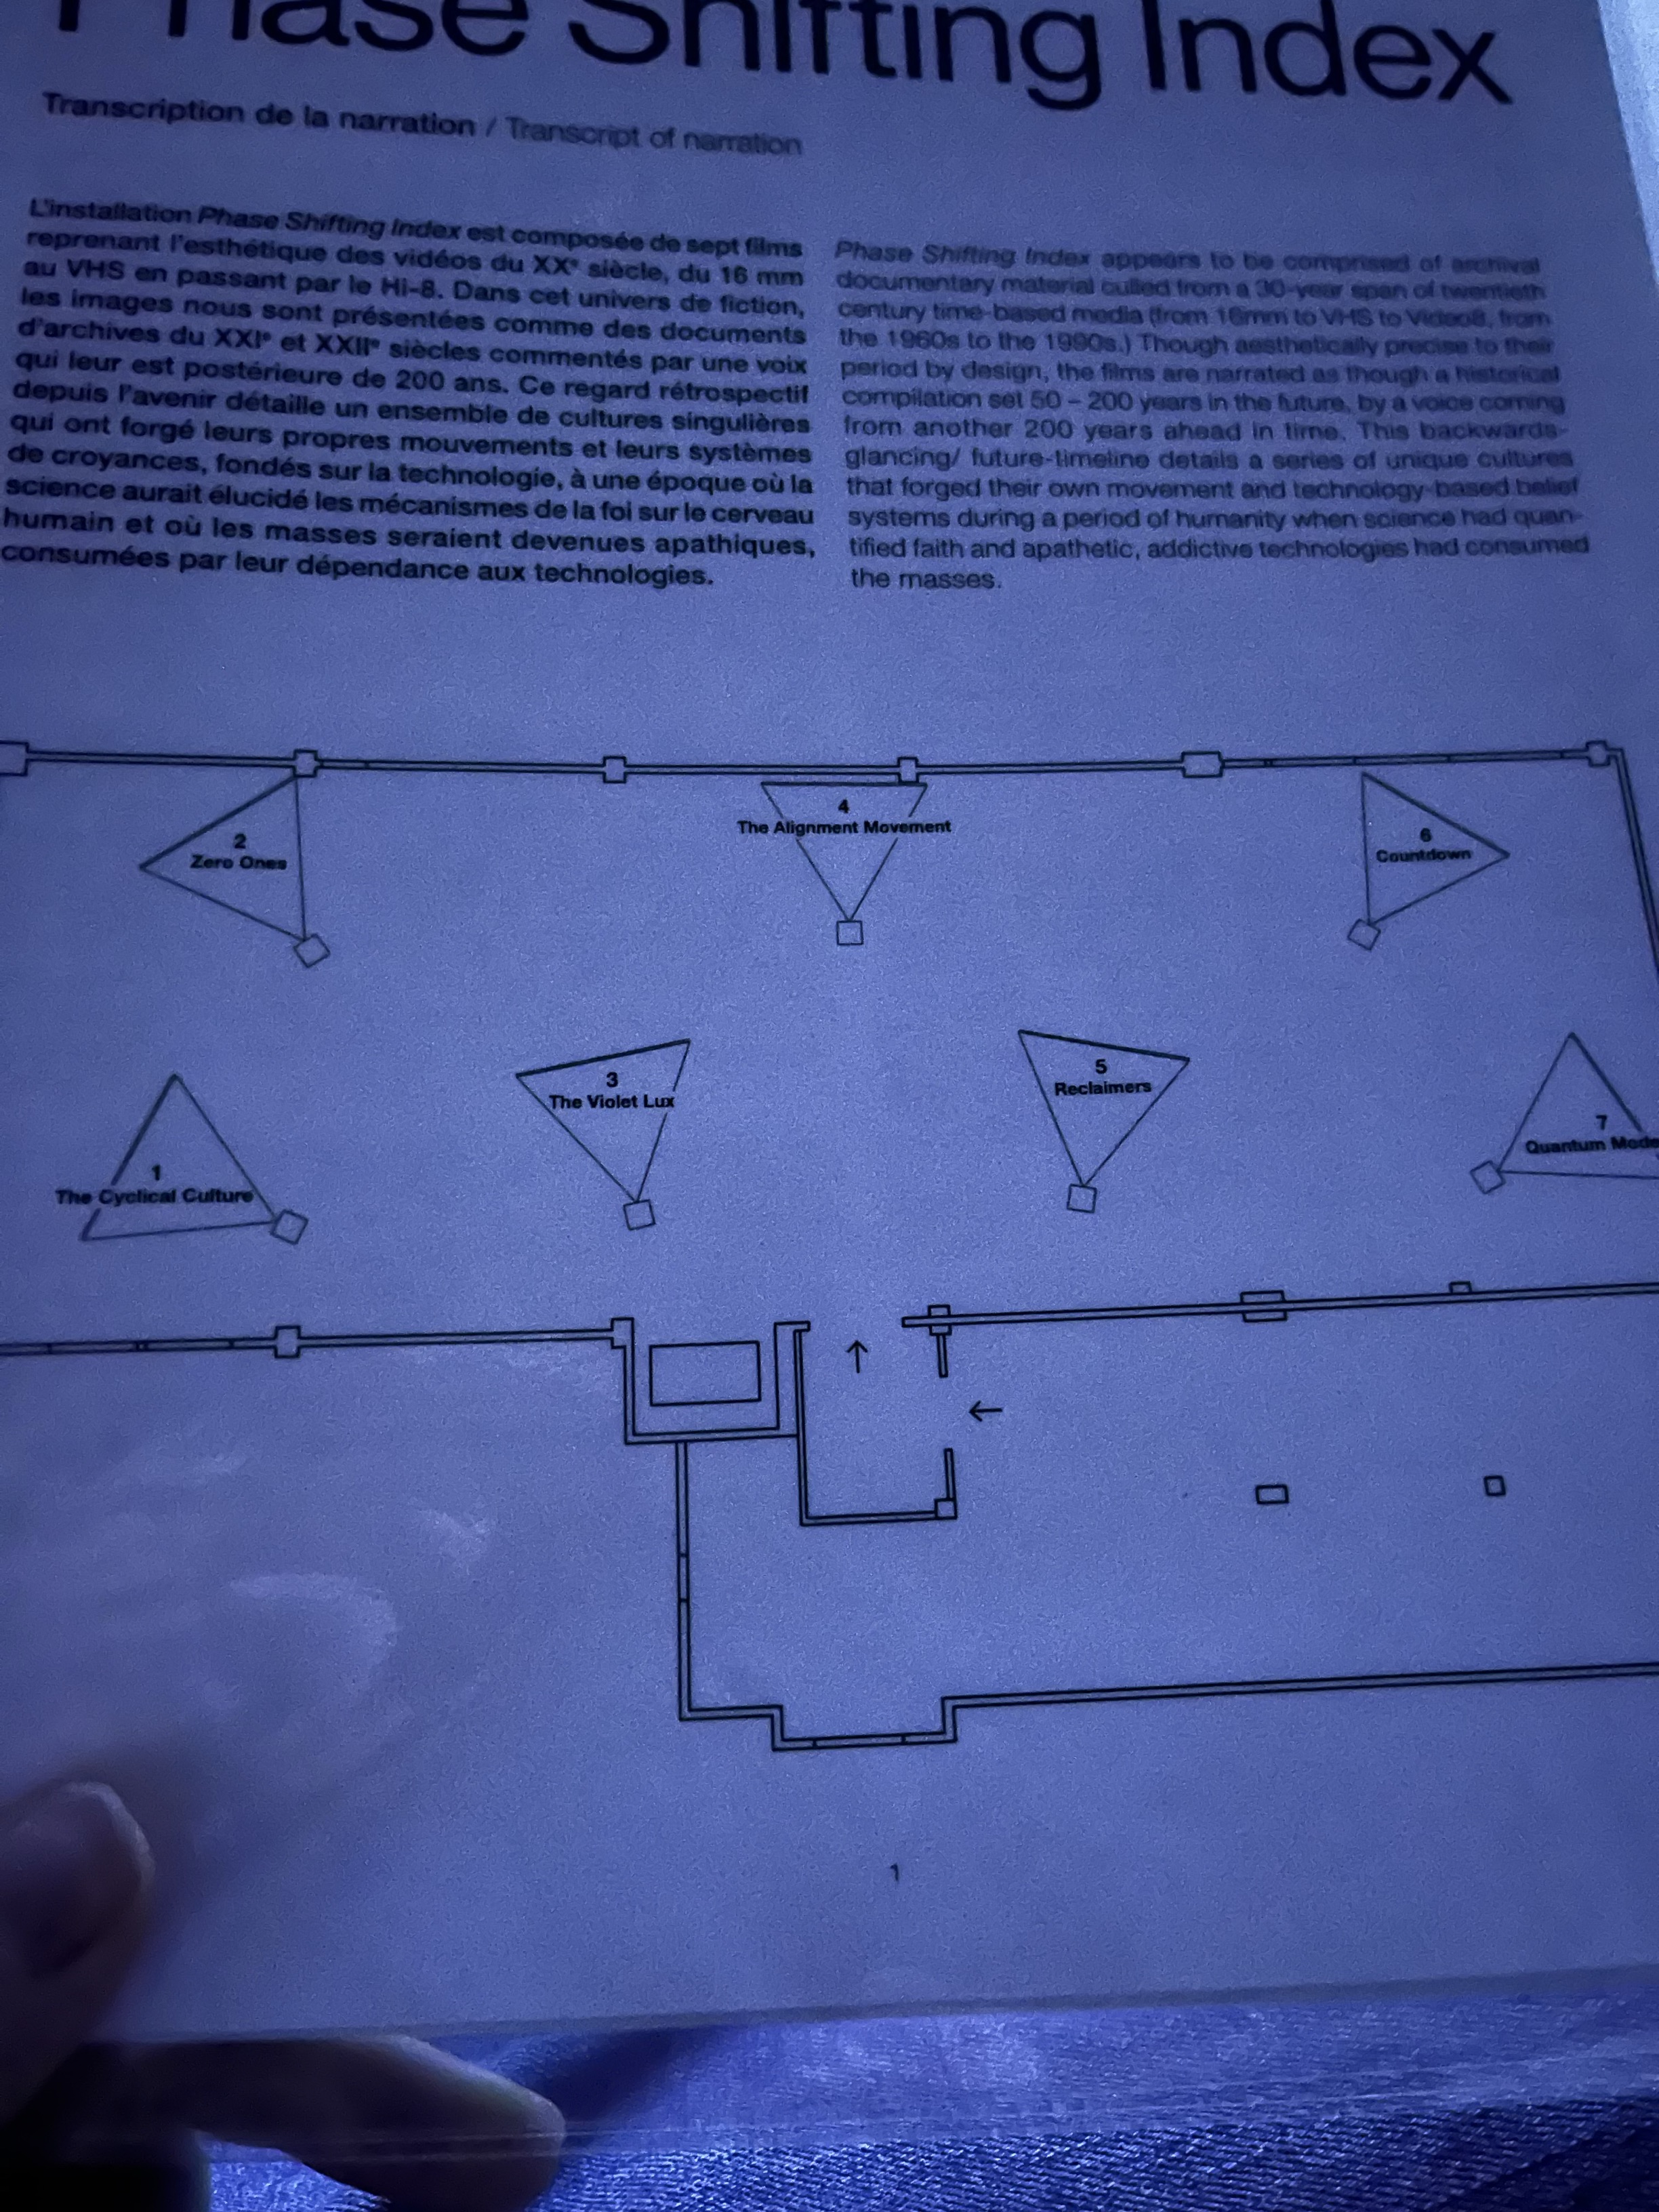 Phase Shifting Index
Transcription de la narration / Transcript of narration
L'installation Phase Shifting Index est composée de sept films
reprenant l'esthétique des vidéos du XXᵉ siècle, du 16 mm
au VHS en passant par le Hi-8. Dans cet univers de fiction,
les images nous sont présentées comme des documents
d'archives du XXIᵉ et XXIIᵉ siècles commentés par une voix
qui leur est postérieure de 200 ans. Ce regard rétrospectif
depuis l'avenir détaille un ensemble de cultures singulières
qui ont forgé leurs propres mouvements et leurs systèmes
de croyances, fondés sur la technologie, à une époque où la
science aurait élucidé les mécanismes de la foi sur le cerveau
humain et où les masses seraient devenues apathiques,
consumées par leur dépendance aux technologies.
Phase Shifting Index appears to be comprised of archival
documentary material culled from a 30-year span of twentieth
century time-based media (from 16mm to VHS to Video8, from
the 1960s to the 1990s.) Though aesthetically precise to their
period by design, the films are narrated as though a historical
compilation set 50 – 200 years in the future, by a voice coming
from another 200 years ahead in time. This backwards-
glancing/ future-timeline details a series of unique cultures
that forged their own movement and technology-based belief
systems during a period of humanity when science had quan-
tified faith and apathetic, addictive technologies had consumed
the masses.
2
Zero Ones
4
The Alignment Movement
6
Countdown
1
The Cyclical Culture
3
The Violet Lux
5
Reclaimers
7
Quantum Mode
1